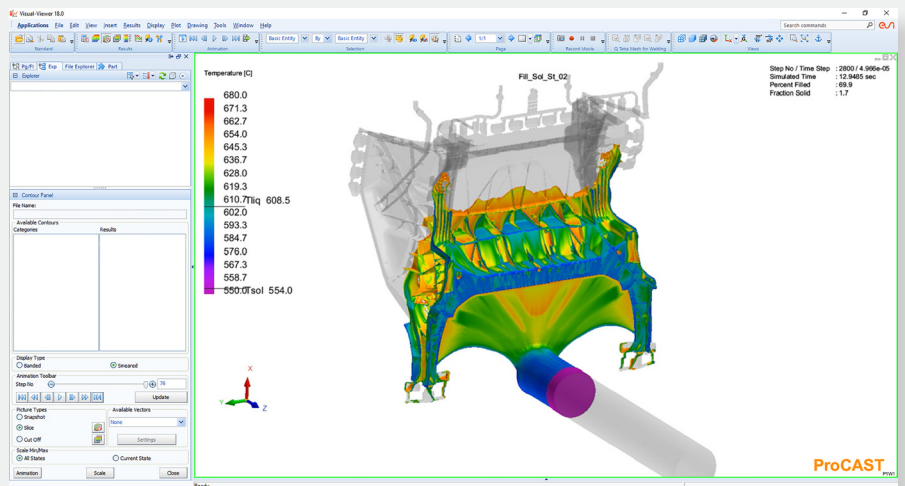 Visual-Viewer 18.0
Applications File Edit View Insert Results Display Plot Drawing Tools Window Help
Search commands
esi
Basic Entity By Basic Entity
1/1
Standard Results Animation Selection Page Record Movie Q Tetra Mesh for Welding Views
Pg/Fl Exp File Explorer Part
Explorer
Contour Panel
File Name:
Available Contours
Categories Results
Display Type
Banded Smeared
Animation Toolbar
Step No 76
Update
Picture Types Available Vectors
Snapshot
None
Slice
Cut Off Settings
Scale Min/Max
All States Current State
Animation Scale Close
Temperature [C]
680.0
671.3
662.7
654.0
645.3
636.7
628.0
619.3
610.7 Tliq 608.5
602.0
593.3
584.7
576.0
567.3
558.7
550.0 Tsol 554.0
Fill_Sol_St_02
Step No / Time Step : 2800 / 4.966e-05
Simulated Time : 12.9485 sec
Percent Filled : 69.9
Fraction Solid : 1.7
X
Y
Z
ProCAST
P1W1
Ready